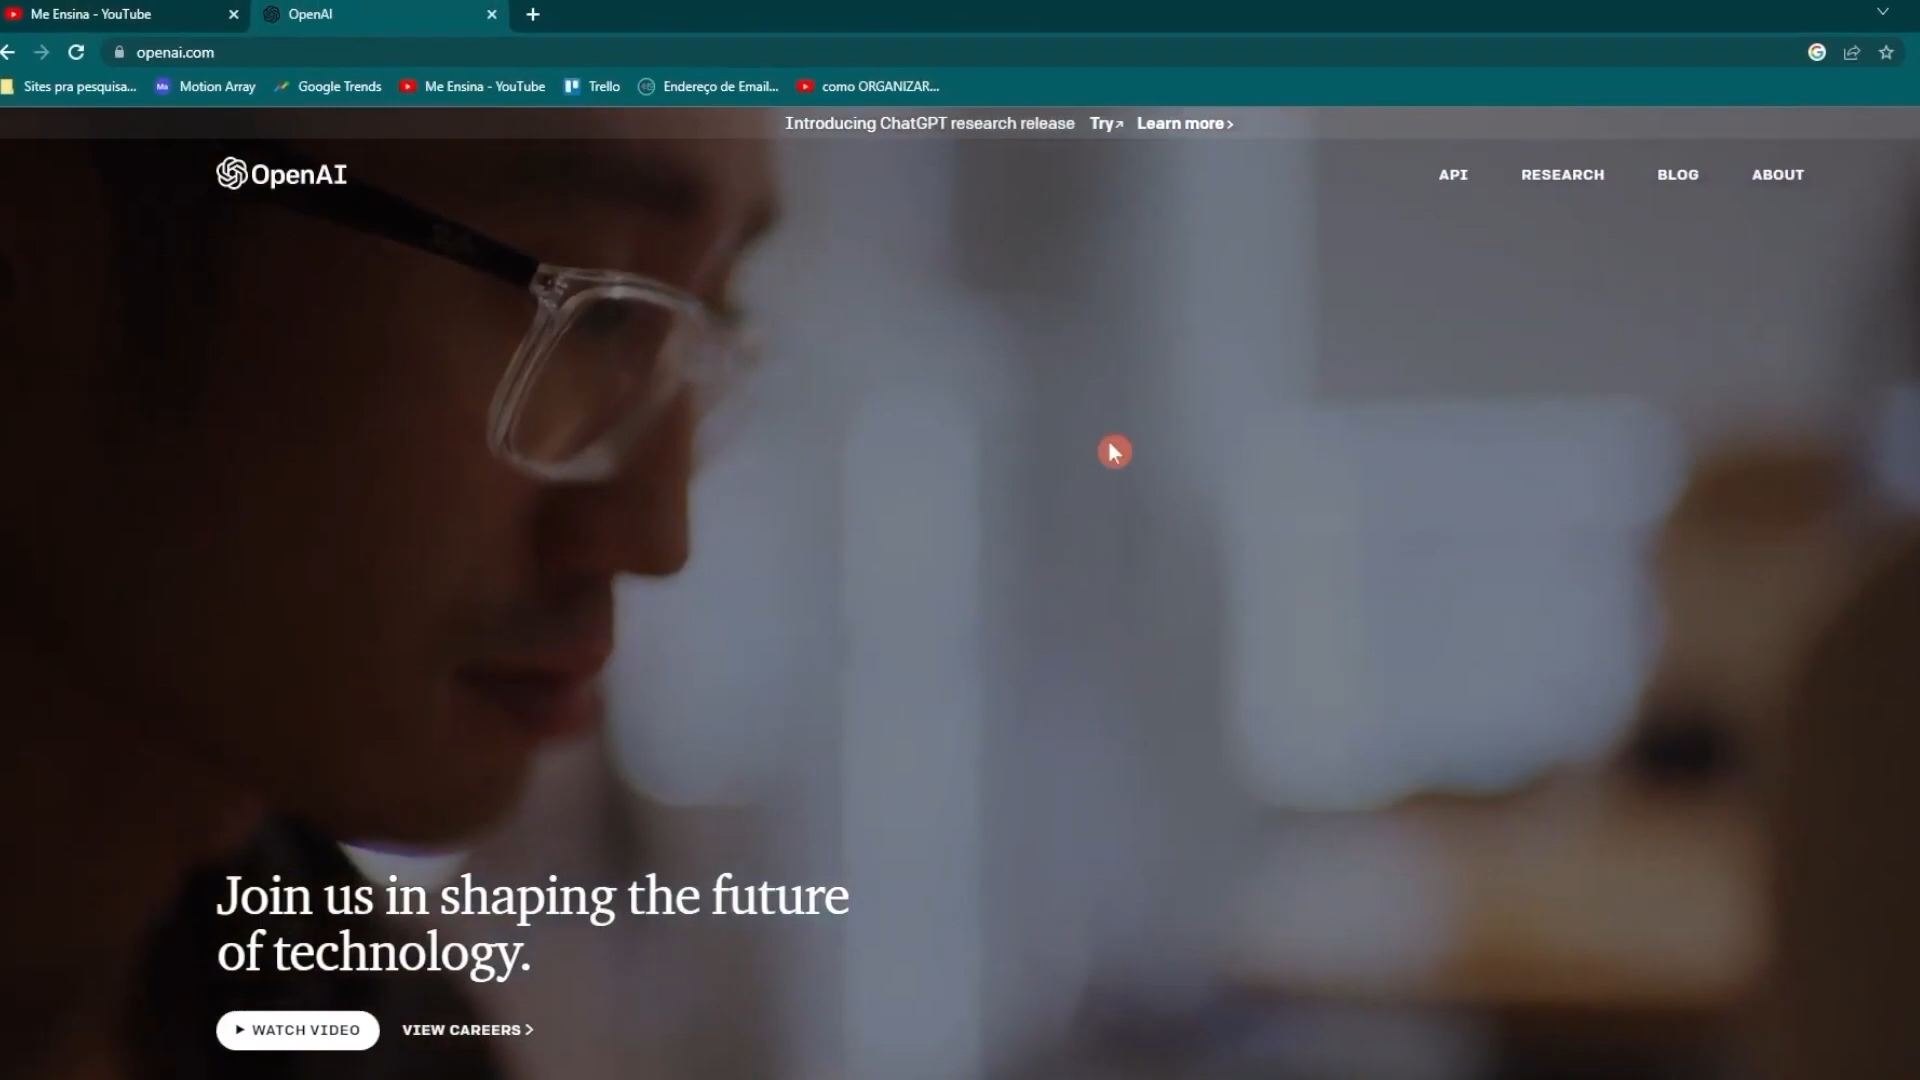 Me Ensina - YouTube
OpenAI
openai.com
Sites pra pesquisa...
Motion Array
Google Trends
Me Ensina - YouTube
Trello
Endereço de Email...
como ORGANIZAR...
Introducing ChatGPT research release Try↗ Learn more >
OpenAI
API
RESEARCH
BLOG
ABOUT
Join us in shaping the future
of technology.
WATCH VIDEO
VIEW CAREERS >